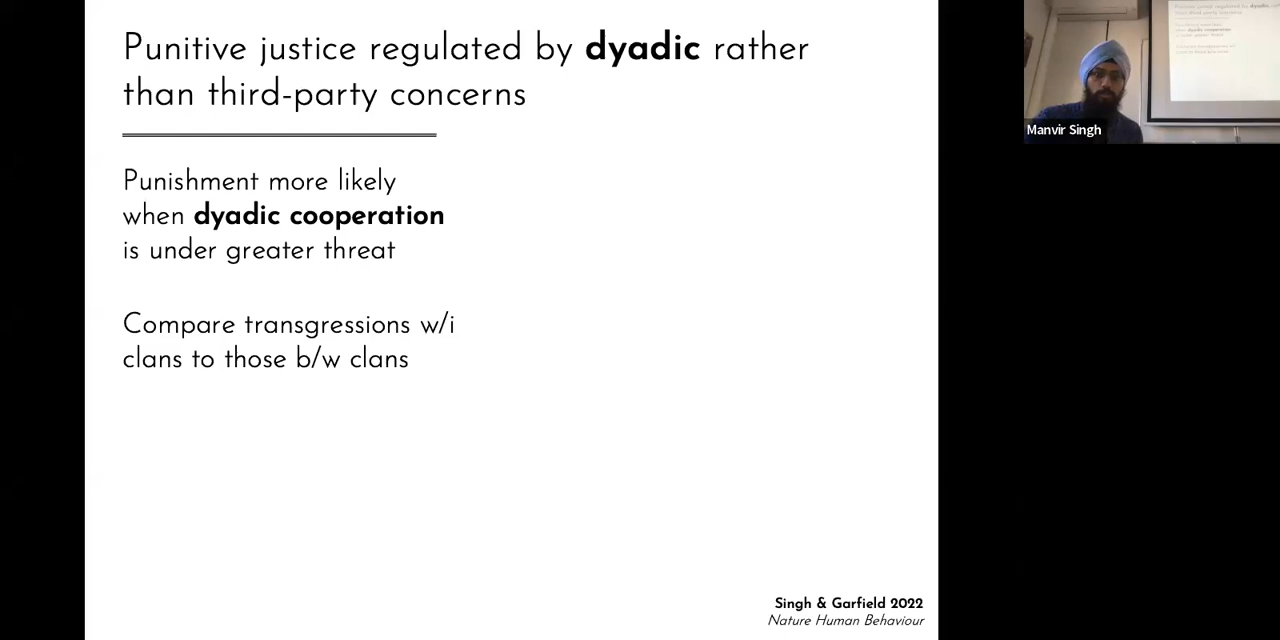 Punitive justice regulated by dyadic rather
than third-party concerns
Punishment more likely
when dyadic cooperation
is under greater threat
Compare transgressions w/i
clans to those b/w clans
Singh & Garfield 2022
Nature Human Behaviour
Manvir Singh